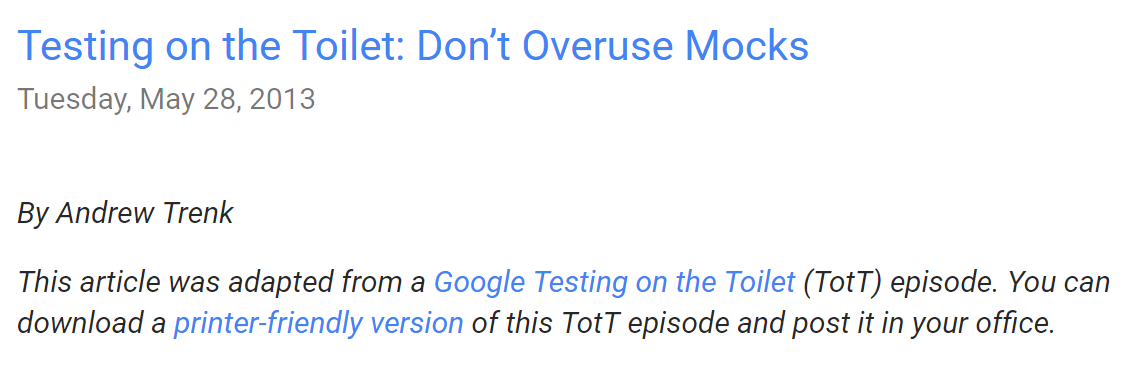 Testing on the Toilet: Don’t Overuse Mocks
Tuesday, May 28, 2013
By Andrew Trenk
This article was adapted from a Google Testing on the Toilet (TotT) episode. You can
download a printer-friendly version of this TotT episode and post it in your office.